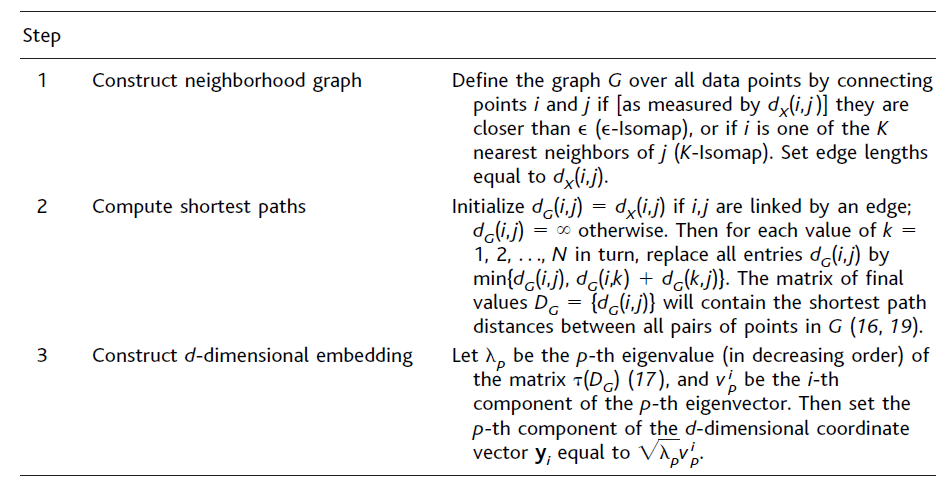 Step
1 Construct neighborhood graph Define the graph G over all data points by connecting
points i and j if [as measured by dX(i,j)] they are
closer than ϵ (ϵ-Isomap), or if i is one of the K
nearest neighbors of j (K-Isomap). Set edge lengths
equal to dX(i,j).
2 Compute shortest paths Initialize dG(i,j) = dX(i,j) if i,j are linked by an edge;
dG(i,j) = ∞ otherwise. Then for each value of k =
1, 2, . . ., N in turn, replace all entries dG(i,j) by
min{dG(i,j), dG(i,k) + dG(k,j)}. The matrix of final
values DG = {dG(i,j)} will contain the shortest path
distances between all pairs of points in G (16, 19).
3 Construct d-dimensional embedding Let λp be the p-th eigenvalue (in decreasing order) of
the matrix τ(DG) (17), and v_p^i be the i-th
component of the p-th eigenvector. Then set the
p-th component of the d-dimensional coordinate
vector yi equal to √λp v_p^i.